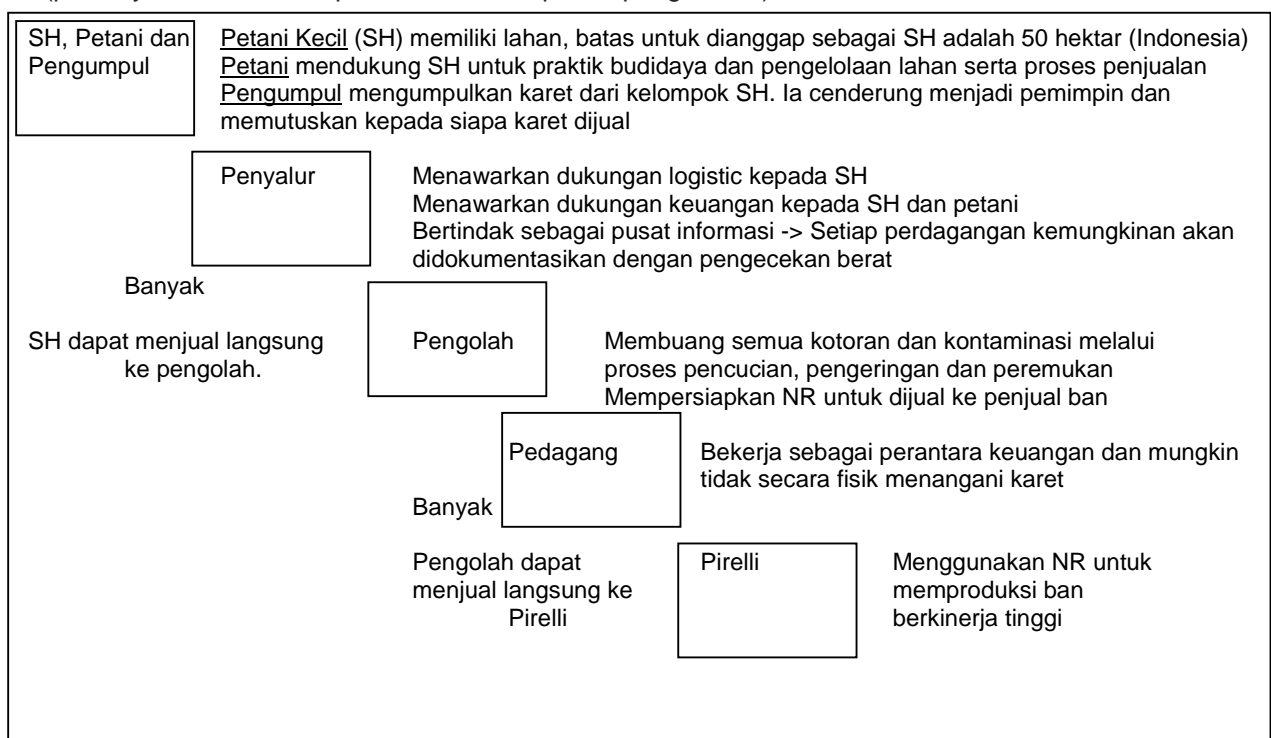 SH, Petani dan Pengumpul
Petani Kecil (SH) memiliki lahan, batas untuk dianggap sebagai SH adalah 50 hektar (Indonesia)
Petani mendukung SH untuk praktik budidaya dan pengelolaan lahan serta proses penjualan
Pengumpul mengumpulkan karet dari kelompok SH. Ia cenderung menjadi pemimpin dan
memutuskan kepada siapa karet dijual
Penyalur
Menawarkan dukungan logistic kepada SH
Menawarkan dukungan keuangan kepada SH dan petani
Bertindak sebagai pusat informasi -> Setiap perdagangan kemungkinan akan
didokumentasikan dengan pengecekan berat
Banyak
SH dapat menjual langsung
ke pengolah.
Pengolah
Membuang semua kotoran dan kontaminasi melalui
proses pencucian, pengeringan dan peremukan
Mempersiapkan NR untuk dijual ke penjual ban
Pedagang
Bekerja sebagai perantara keuangan dan mungkin
tidak secara fisik menangani karet
Banyak
Pengolah dapat
menjual langsung ke
Pirelli
Pirelli
Menggunakan NR untuk
memproduksi ban
berkinerja tinggi